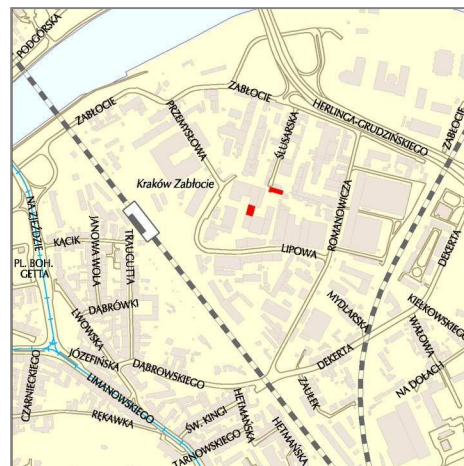 PODGÓRSKA
ZABŁOCIE
ZABŁOCIE
HERLINGA-GRUDZIŃSKIEGO
ZABŁOCIE
PRZEMYSŁOWA
ŚLUSARSKA
Kraków Zabłocie
ROMANOWICZA
NA ZJEŹDZIE
KĄCIK
JANOWA WOLA
TRAUGUTTA
PL. BOH.
GETTA
LIPOWA
DEKERTA
DĄBRÓWKI
LWOWSKA
MYDLARSKA
KIEŁKOWSKIEGO
WAŁOWA
JÓZEFIŃSKA
DĄBROWSKIEGO
DEKERTA
NA DOŁACH
CZARNIECKIEGO
LIMANOWSKIEGO
ZAUŁEK
RĘKAWKA
ŚW. KINGI
HETMAŃSKA
TARNOWSKIEGO
HETMAŃSKA